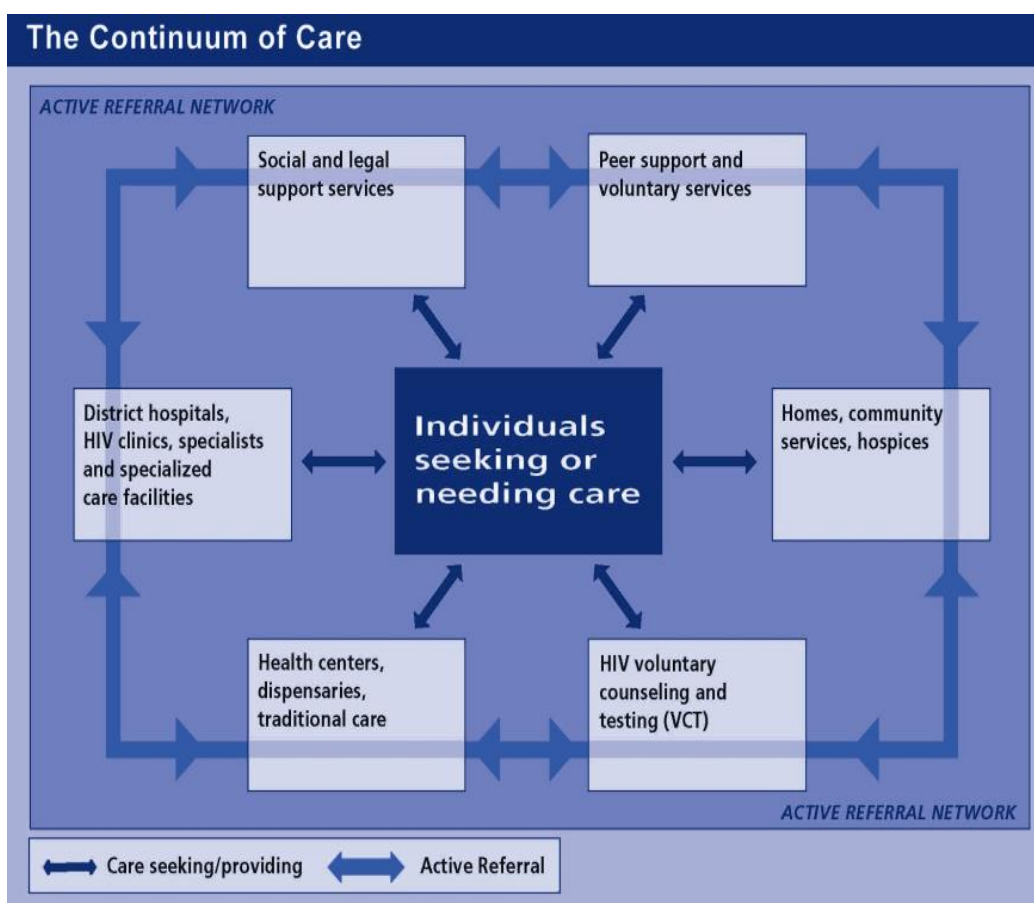 The Continuum of Care
ACTIVE REFERRAL NETWORK
Social and legal
support services
Peer support and
voluntary services
District hospitals,
HIV clinics, specialists
and specialized
care facilities
Individuals
seeking or
needing care
Homes, community
services, hospices
Health centers,
dispensaries,
traditional care
HIV voluntary
counseling and
testing (VCT)
ACTIVE REFERRAL NETWORK
Care seeking/providing
Active Referral